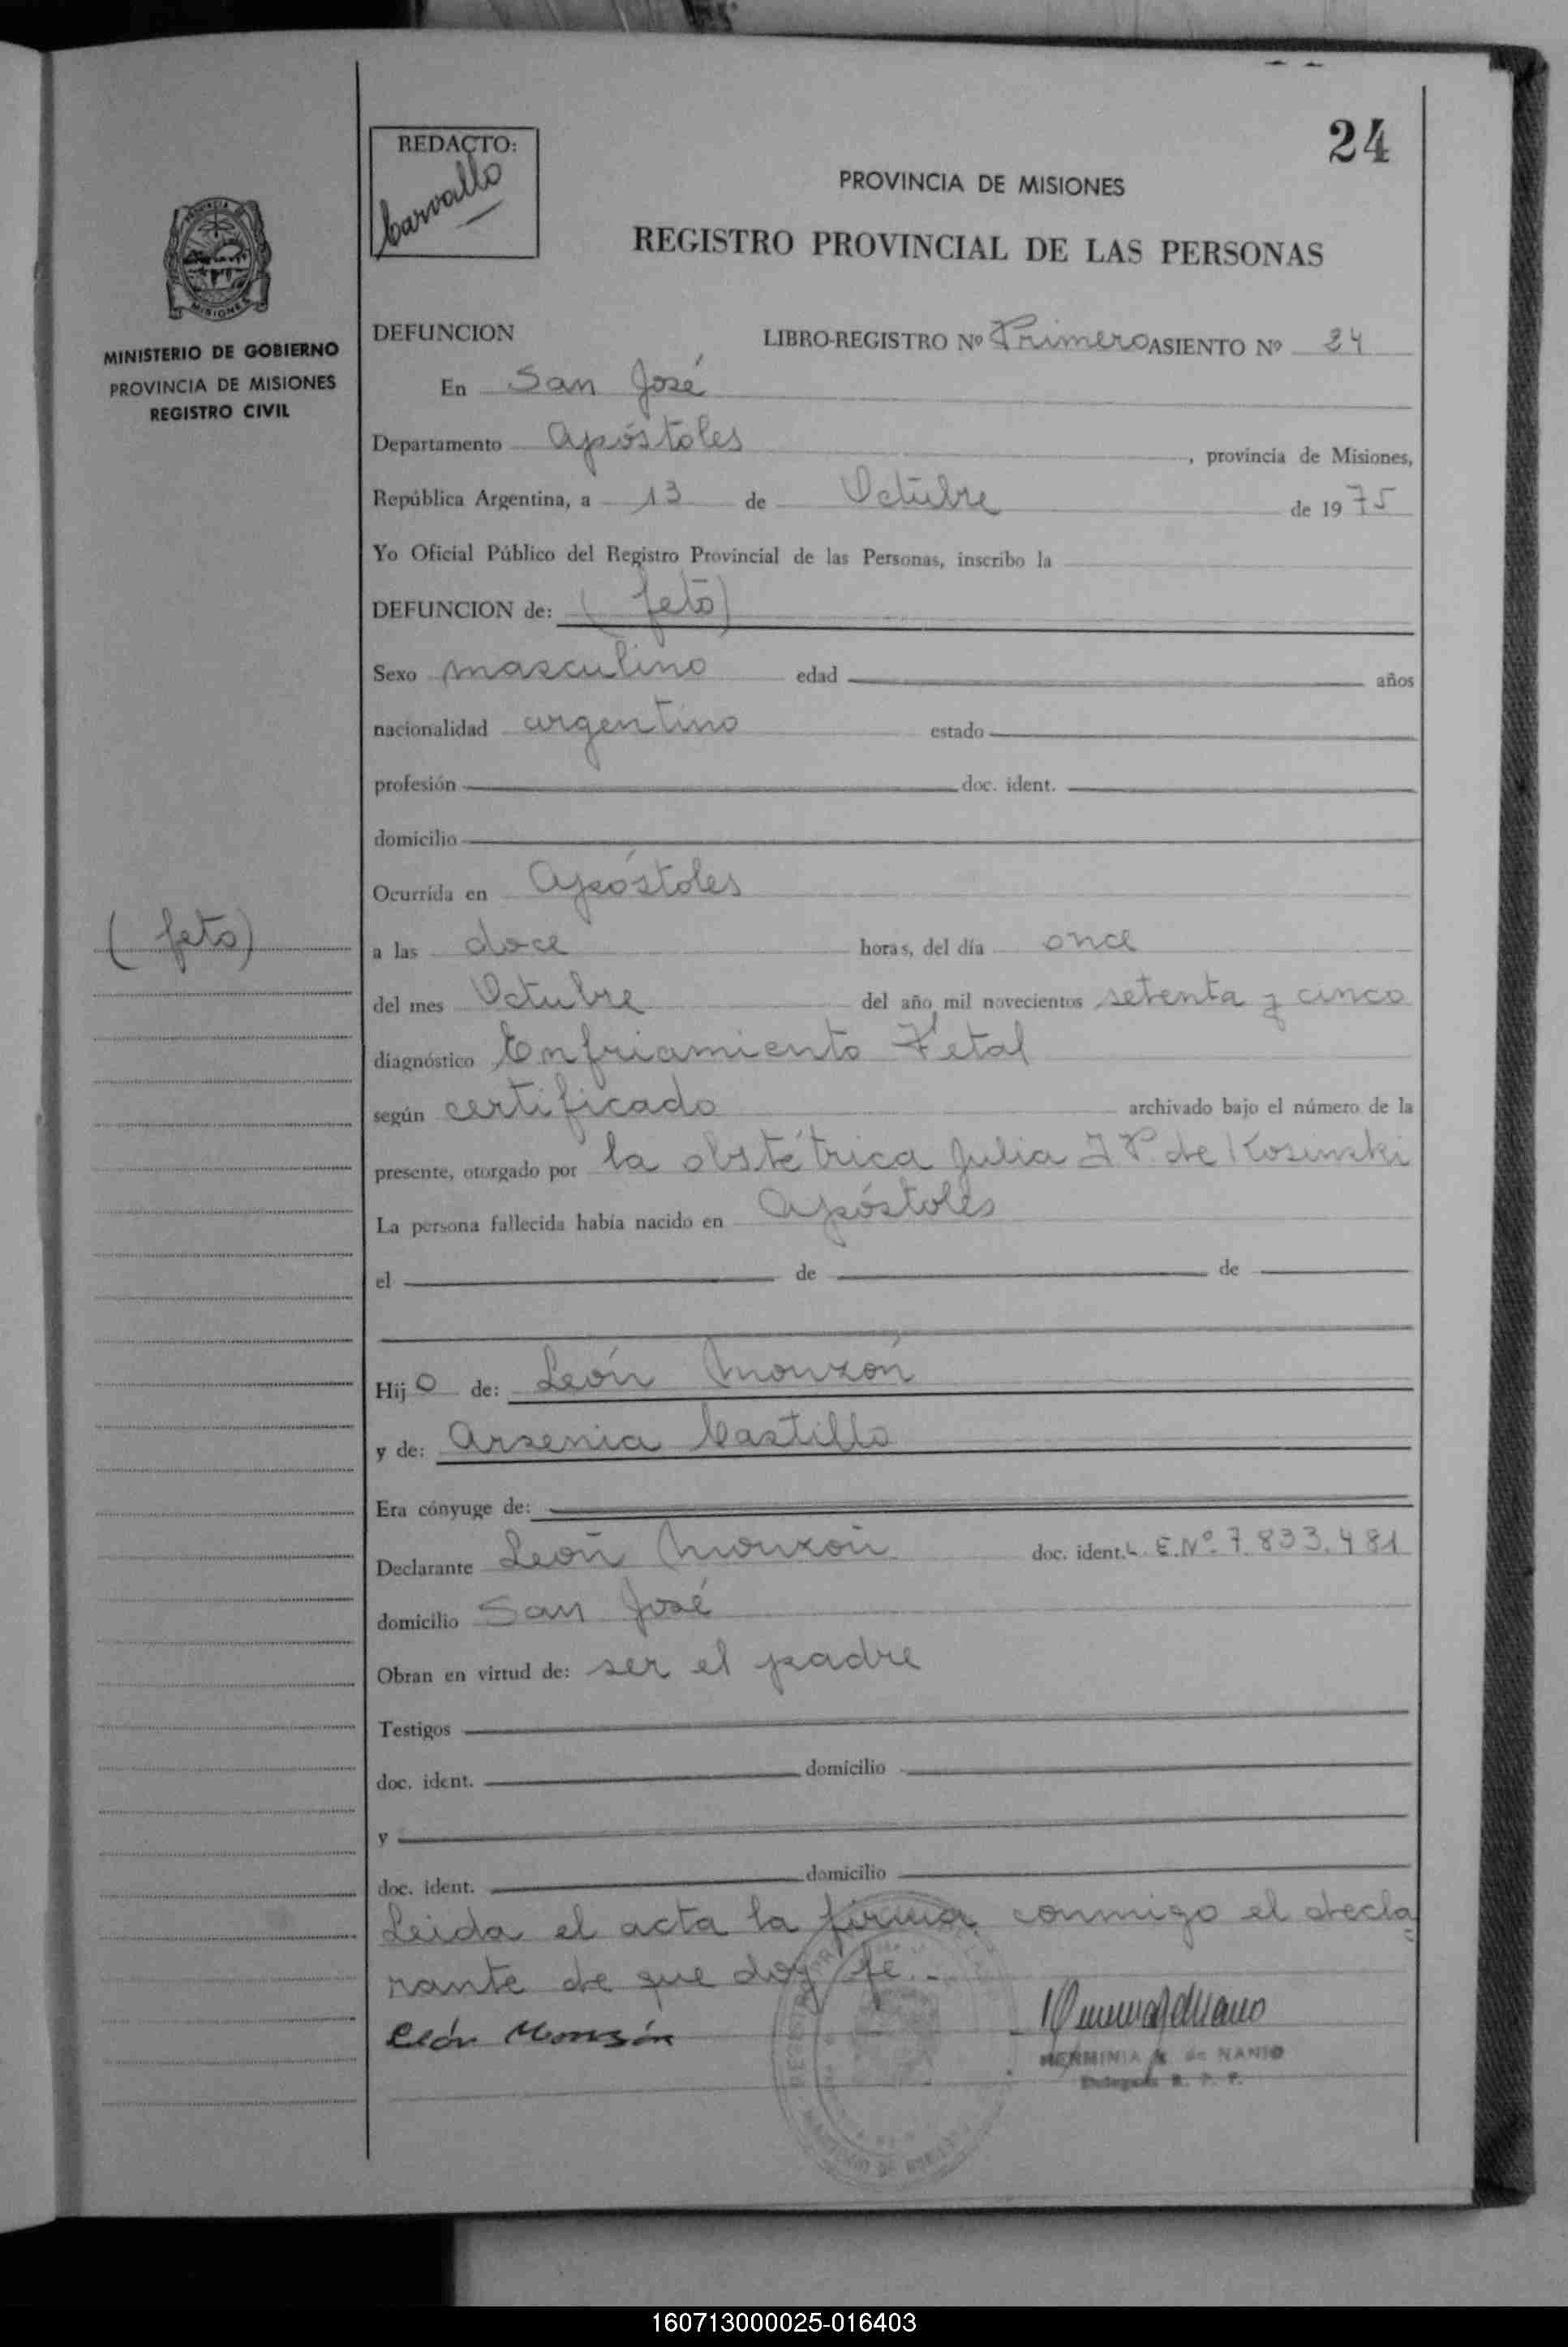 24
REDACTO:
Carvallo
PROVINCIA DE MISIONES
REGISTRO PROVINCIAL DE LAS PERSONAS
MISIONES
MINISTERIO DE GOBIERNO
PROVINCIA DE MISIONES
REGISTRO CIVIL
(feto)
DEFUNCION LIBRO-REGISTRO Nº Primero ASIENTO Nº 24
En San José
Departamento Apóstoles, provincia de Misiones,
República Argentina, a 13 de Octubre de 1975
Yo Oficial Público del Registro Provincial de las Personas, inscribo la
DEFUNCION de: (feto)
Sexo masculino edad años
nacionalidad argentino estado
profesión doc. ident.
domicilio
Ocurrida en Apóstoles
a las doce horas, del día once
del mes Octubre del año mil novecientos setenta y cinco
diagnóstico Enfriamiento Fetal
según certificado archivado bajo el número de la
presente, otorgado por la obstétrica Julia J P. de Kosinski
La persona fallecida había nacido en Apóstoles
el de de
Hijo de: León Monzón
y de: Arsenia Castillo
Era cónyuge de:
Declarante León Monzón doc. ident. L. E. Nº. 7.833.481
domicilio San José
Obran en virtud de: ser el padre
Testigos
doc. ident. domicilio
y
doc. ident. domicilio
Leida el acta la firma conmigo el decla
rante de que doy fé.-
León Monzón
HERMINIA de NANIO
160713000025-016403